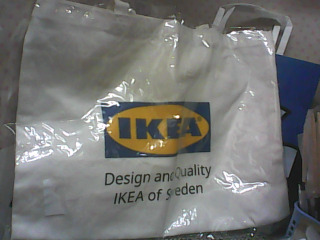 IKEA
Design and Quality
IKEA of Sweden